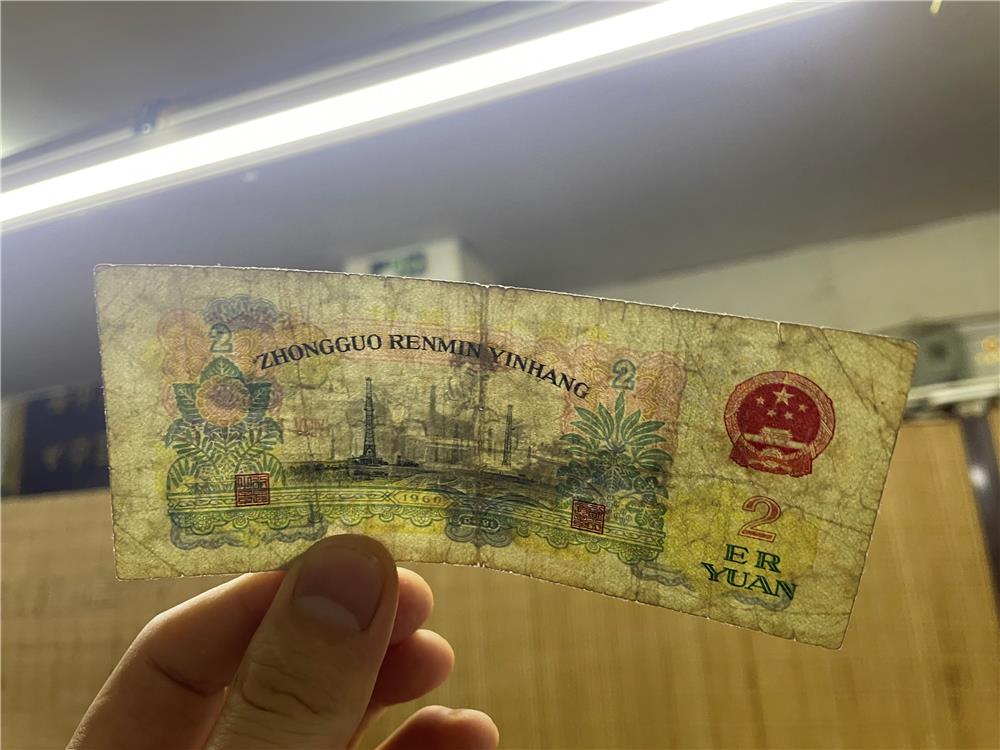 ZHONGGUO RENMIN YINHANG
2
2
1960
2
ER
YUAN